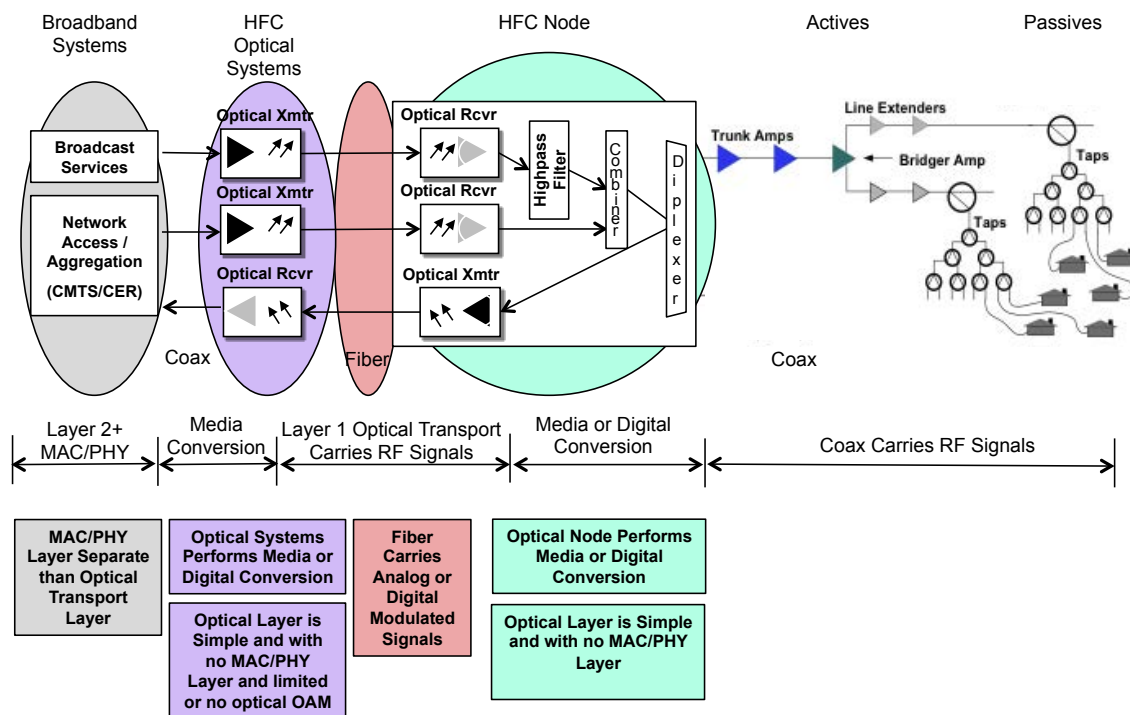 Broadband
Systems
HFC
Optical
Systems
HFC Node
Actives
Passives
Optical Xmtr
Optical Rcvr
Broadcast
Services
Highpass
Filter
Combiner
Diplexer
Trunk Amps
Line Extenders
Bridger Amp
Taps
Taps
Optical Xmtr
Optical Rcvr
Network
Access /
Aggregation
(CMTS/CER)
Optical Rcvr
Optical Xmtr
Coax
Fiber
Coax
Layer 2+
MAC/PHY
Media
Conversion
Layer 1 Optical Transport
Carries RF Signals
Media or Digital
Conversion
Coax Carries RF Signals
MAC/PHY
Layer Separate
than Optical
Transport
Layer
Optical Systems
Performs Media or
Digital Conversion
Optical Layer is
Simple and with
no MAC/PHY
Layer and limited
or no optical OAM
Fiber
Carries
Analog or
Digital
Modulated
Signals
Optical Node Performs
Media or Digital
Conversion
Optical Layer is Simple
and with no MAC/PHY
Layer